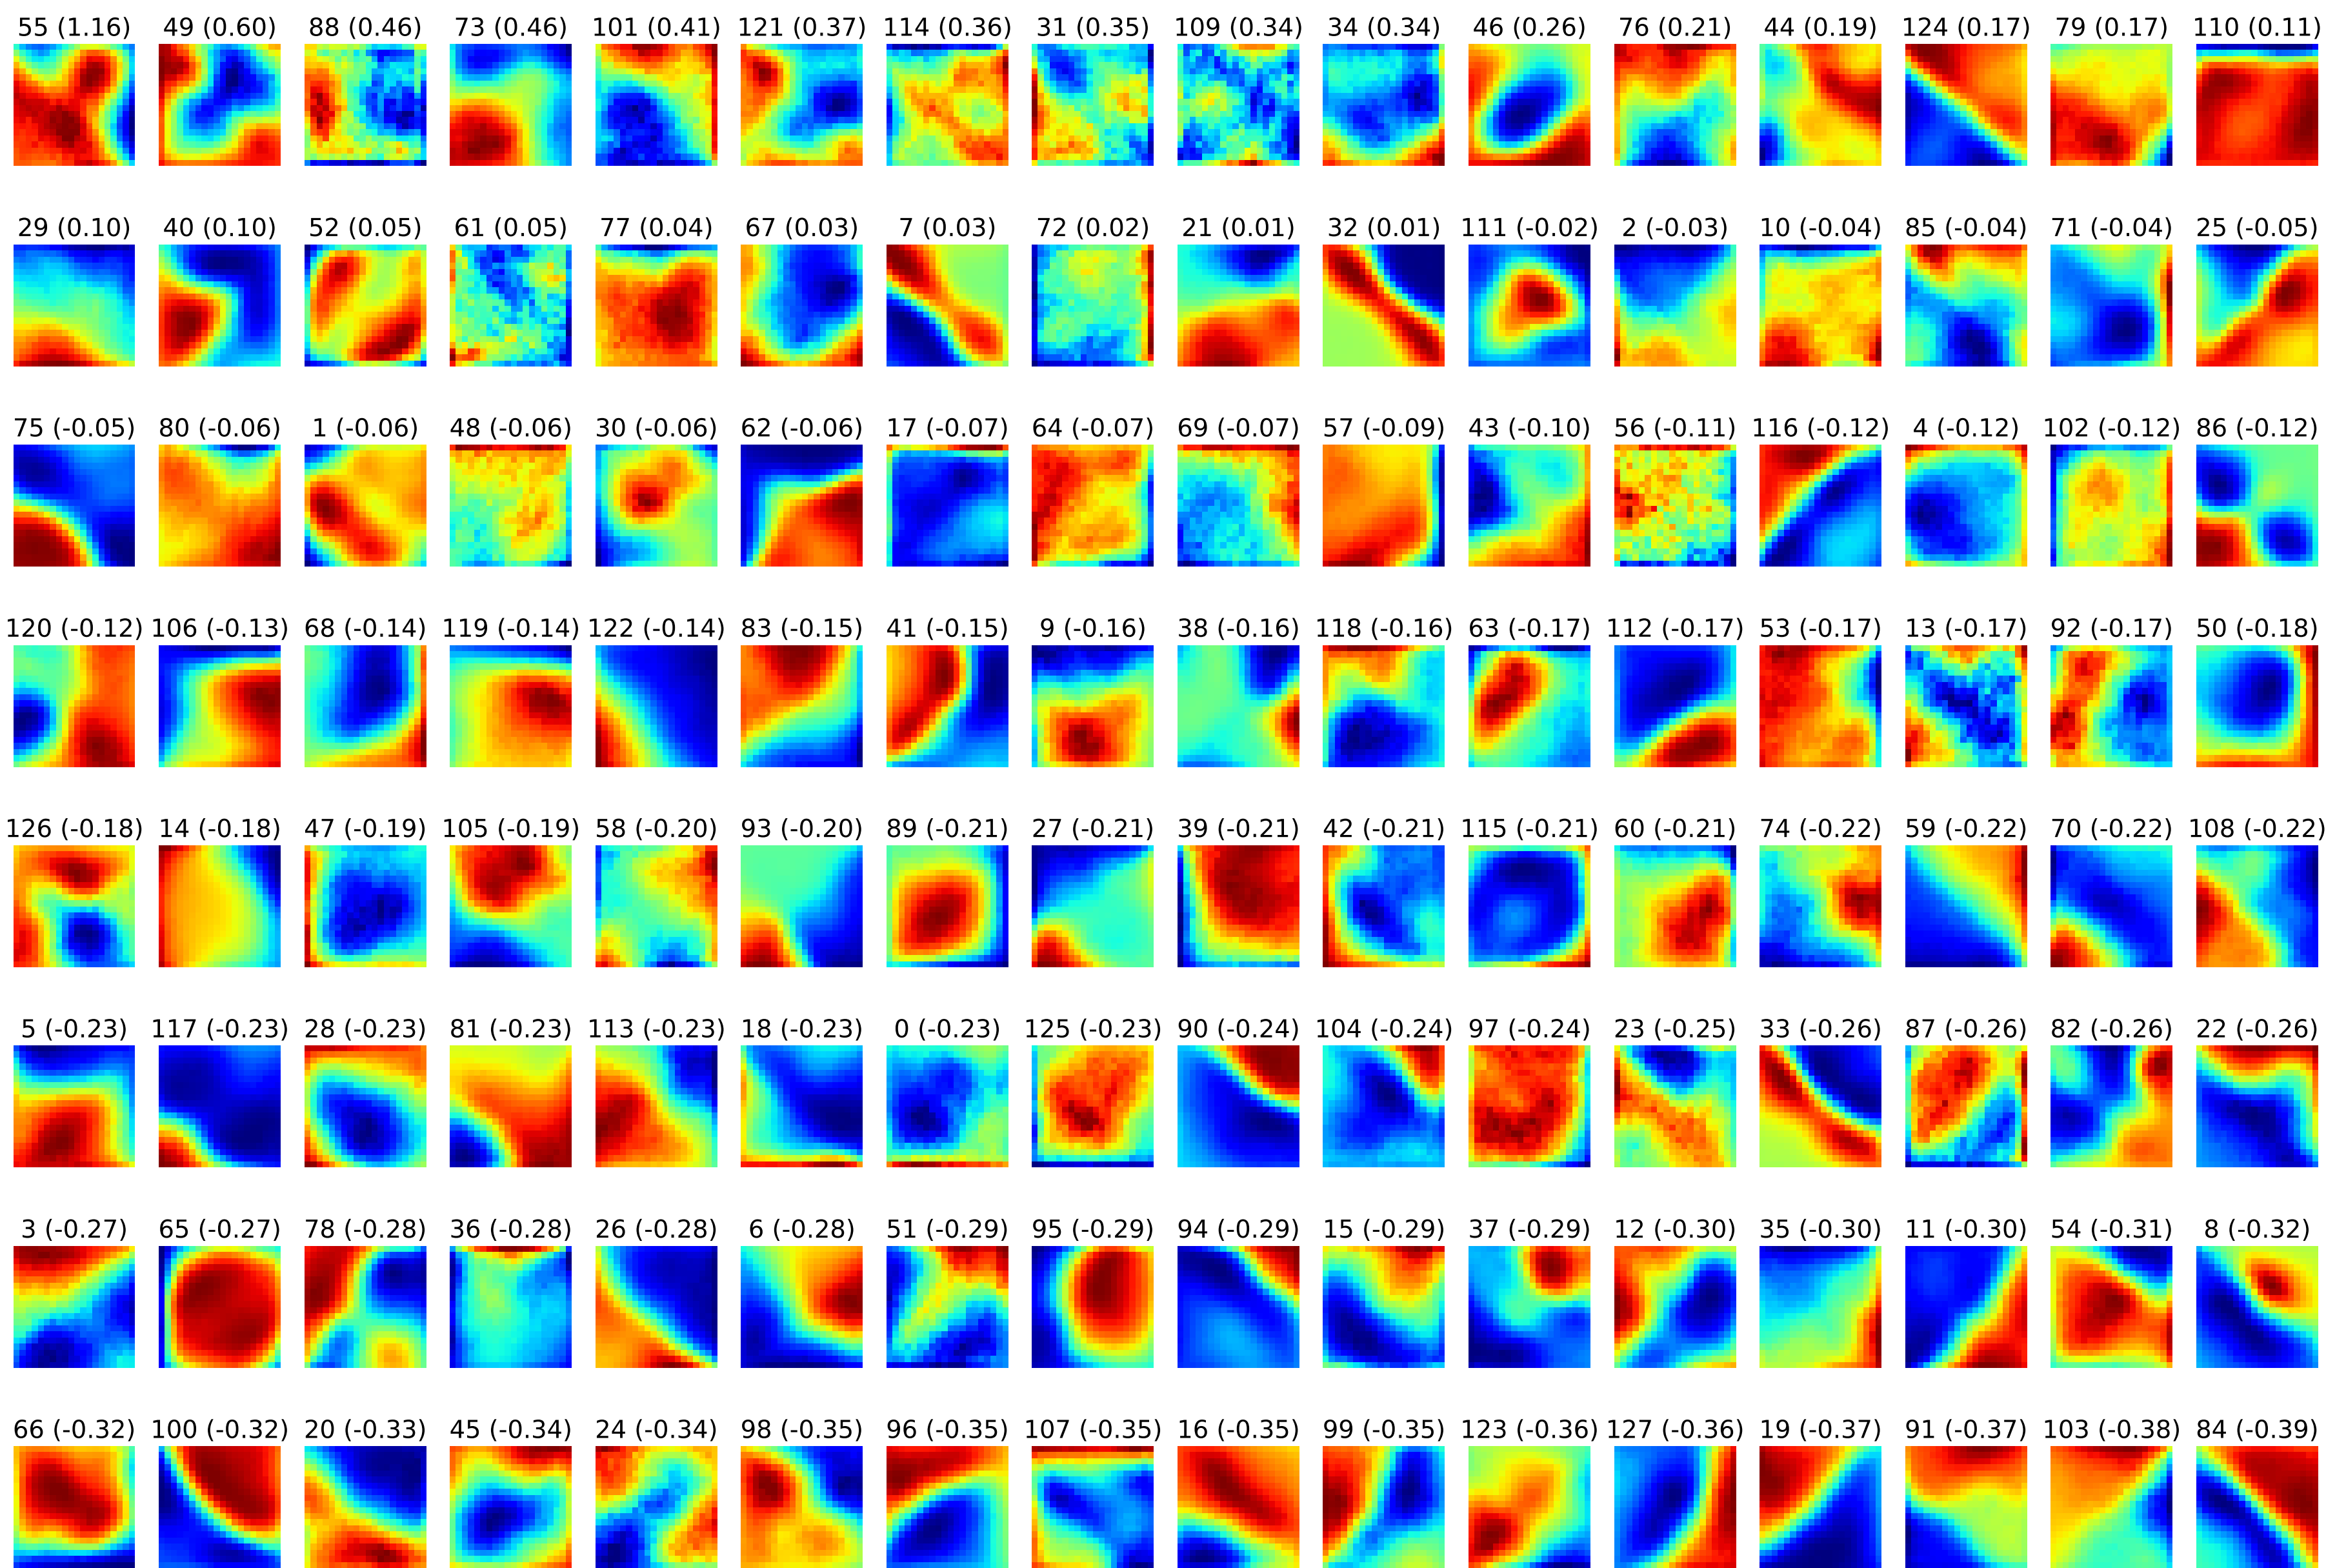 55 (1.16) 49 (0.60) 88 (0.46) 73 (0.46) 101 (0.41) 121 (0.37) 114 (0.36) 31 (0.35) 109 (0.34) 34 (0.34) 46 (0.26) 76 (0.21) 44 (0.19) 124 (0.17) 79 (0.17) 110 (0.11)
29 (0.10) 40 (0.10) 52 (0.05) 61 (0.05) 77 (0.04) 67 (0.03) 7 (0.03) 72 (0.02) 21 (0.01) 32 (0.01) 111 (-0.02) 2 (-0.03) 10 (-0.04) 85 (-0.04) 71 (-0.04) 25 (-0.05)
75 (-0.05) 80 (-0.06) 1 (-0.06) 48 (-0.06) 30 (-0.06) 62 (-0.06) 17 (-0.07) 64 (-0.07) 69 (-0.07) 57 (-0.09) 43 (-0.10) 56 (-0.11) 116 (-0.12) 4 (-0.12) 102 (-0.12) 86 (-0.12)
120 (-0.12) 106 (-0.13) 68 (-0.14) 119 (-0.14) 122 (-0.14) 83 (-0.15) 41 (-0.15) 9 (-0.16) 38 (-0.16) 118 (-0.16) 63 (-0.17) 112 (-0.17) 53 (-0.17) 13 (-0.17) 92 (-0.17) 50 (-0.18)
126 (-0.18) 14 (-0.18) 47 (-0.19) 105 (-0.19) 58 (-0.20) 93 (-0.20) 89 (-0.21) 27 (-0.21) 39 (-0.21) 42 (-0.21) 115 (-0.21) 60 (-0.21) 74 (-0.22) 59 (-0.22) 70 (-0.22) 108 (-0.22)
5 (-0.23) 117 (-0.23) 28 (-0.23) 81 (-0.23) 113 (-0.23) 18 (-0.23) 0 (-0.23) 125 (-0.23) 90 (-0.24) 104 (-0.24) 97 (-0.24) 23 (-0.25) 33 (-0.26) 87 (-0.26) 82 (-0.26) 22 (-0.26)
3 (-0.27) 65 (-0.27) 78 (-0.28) 36 (-0.28) 26 (-0.28) 6 (-0.28) 51 (-0.29) 95 (-0.29) 94 (-0.29) 15 (-0.29) 37 (-0.29) 12 (-0.30) 35 (-0.30) 11 (-0.30) 54 (-0.31) 8 (-0.32)
66 (-0.32) 100 (-0.32) 20 (-0.33) 45 (-0.34) 24 (-0.34) 98 (-0.35) 96 (-0.35) 107 (-0.35) 16 (-0.35) 99 (-0.35) 123 (-0.36) 127 (-0.36) 19 (-0.37) 91 (-0.37) 103 (-0.38) 84 (-0.39)